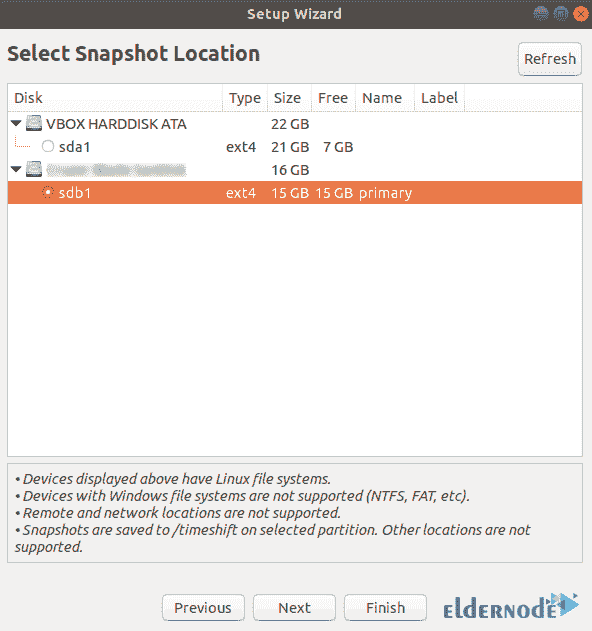 Setup Wizard
Select Snapshot Location
Refresh
Disk Type Size Free Name Label
VBOX HARDDISK ATA 22 GB
sda1 ext4 21 GB 7 GB
16 GB
sdb1 ext4 15 GB 15 GB primary
• Devices displayed above have Linux file systems.
• Devices with Windows file systems are not supported (NTFS, FAT, etc).
• Remote and network locations are not supported.
• Snapshots are saved to /timeshift on selected partition. Other locations are not
supported.
Previous Next Finish
ELDERNODE